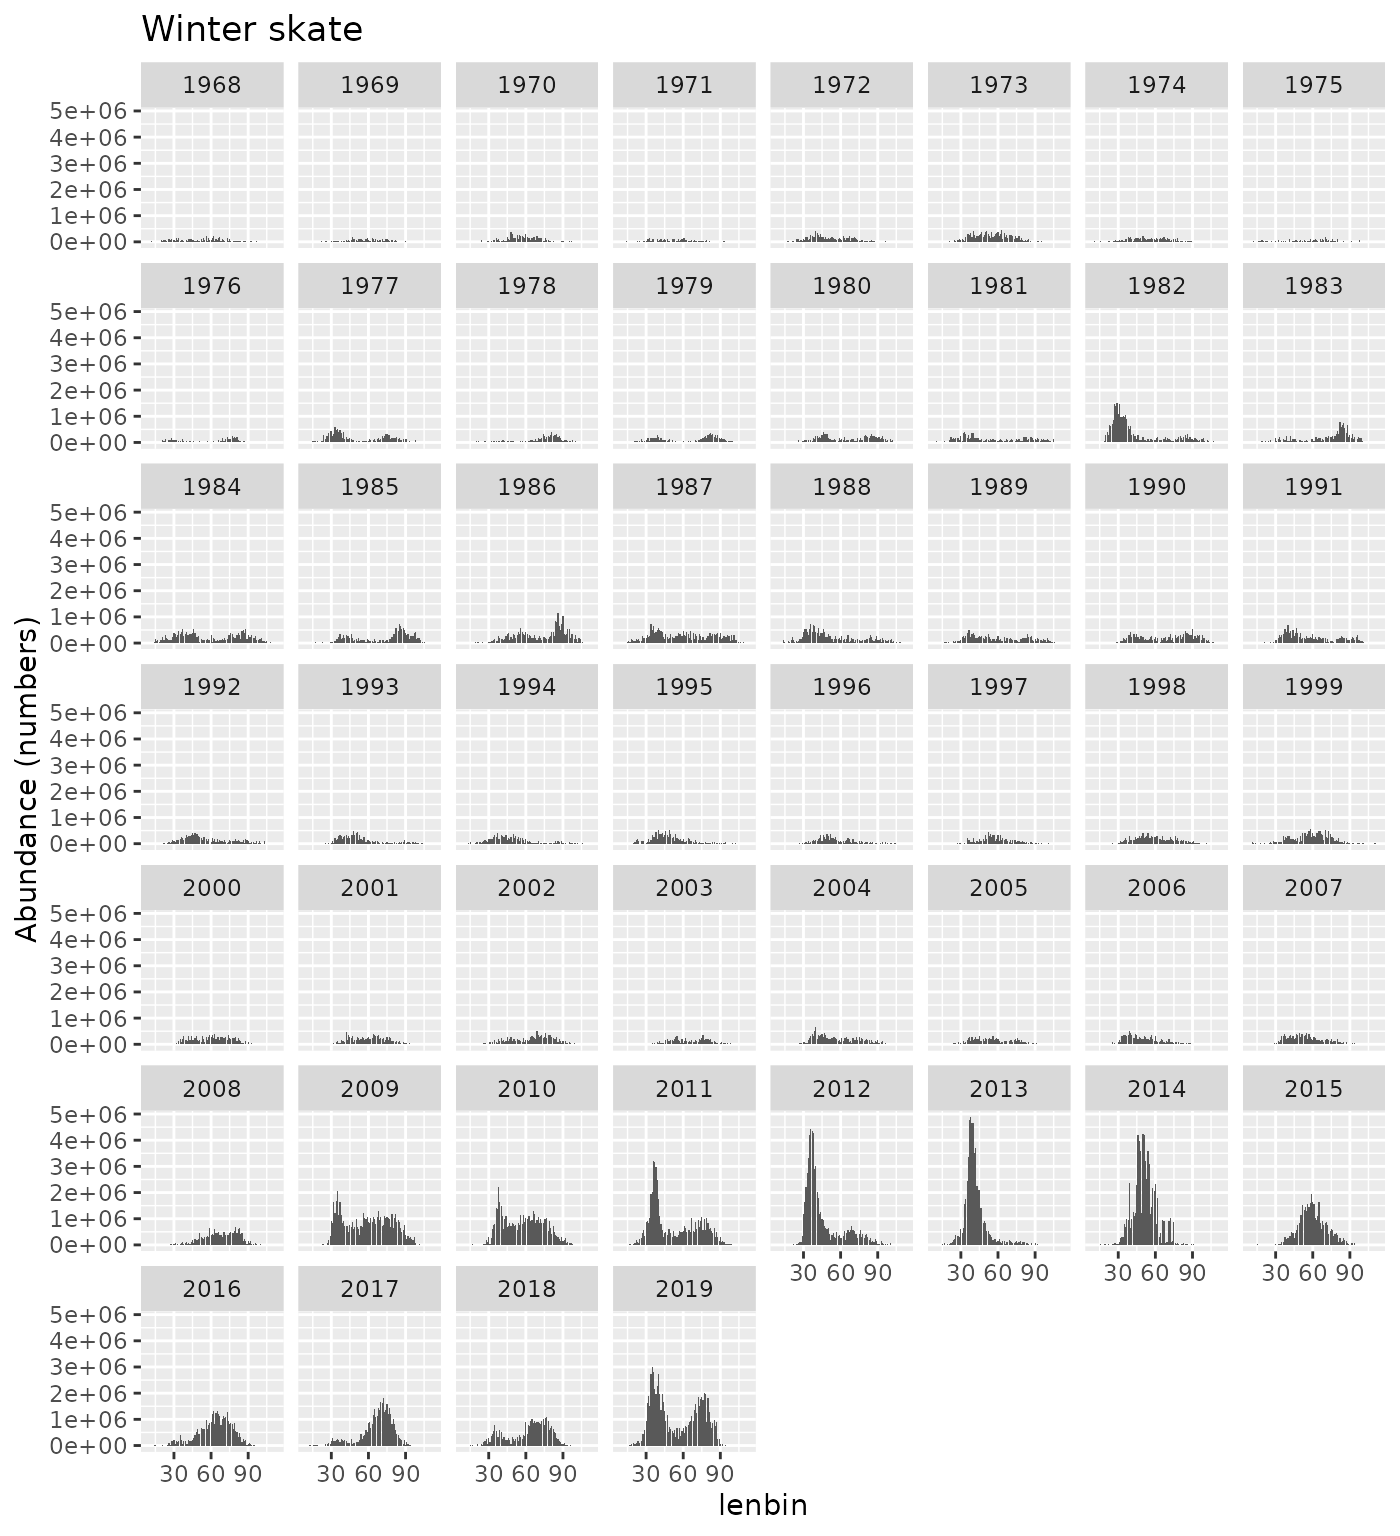 Winter skate
1968 1969 1970 1971 1972 1973 1974 1975
5e+06
4e+06
3e+06
2e+06
1e+06
0e+00
1976 1977 1978 1979 1980 1981 1982 1983
5e+06
4e+06
3e+06
2e+06
1e+06
0e+00
1984 1985 1986 1987 1988 1989 1990 1991
5e+06
4e+06
3e+06
2e+06
1e+06
0e+00
Abundance (numbers)
1992 1993 1994 1995 1996 1997 1998 1999
5e+06
4e+06
3e+06
2e+06
1e+06
0e+00
2000 2001 2002 2003 2004 2005 2006 2007
5e+06
4e+06
3e+06
2e+06
1e+06
0e+00
2008 2009 2010 2011 2012 2013 2014 2015
5e+06
4e+06
3e+06
2e+06
1e+06
0e+00
30 60 90 30 60 90 30 60 90 30 60 90
2016 2017 2018 2019
5e+06
4e+06
3e+06
2e+06
1e+06
0e+00
30 60 90 30 60 90 30 60 90 30 60 90
lenbin